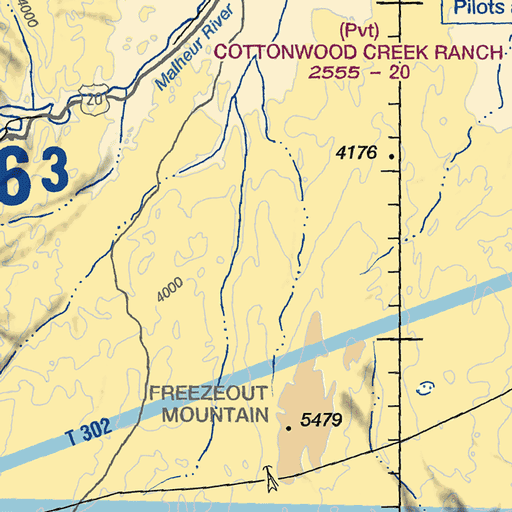 4000
Pilots
(Pvt)
COTTONWOOD CREEK RANCH
2555 - 20
Malheur River
20
4176
63
4000
FREEZEOUT
MOUNTAIN
5479
T 302